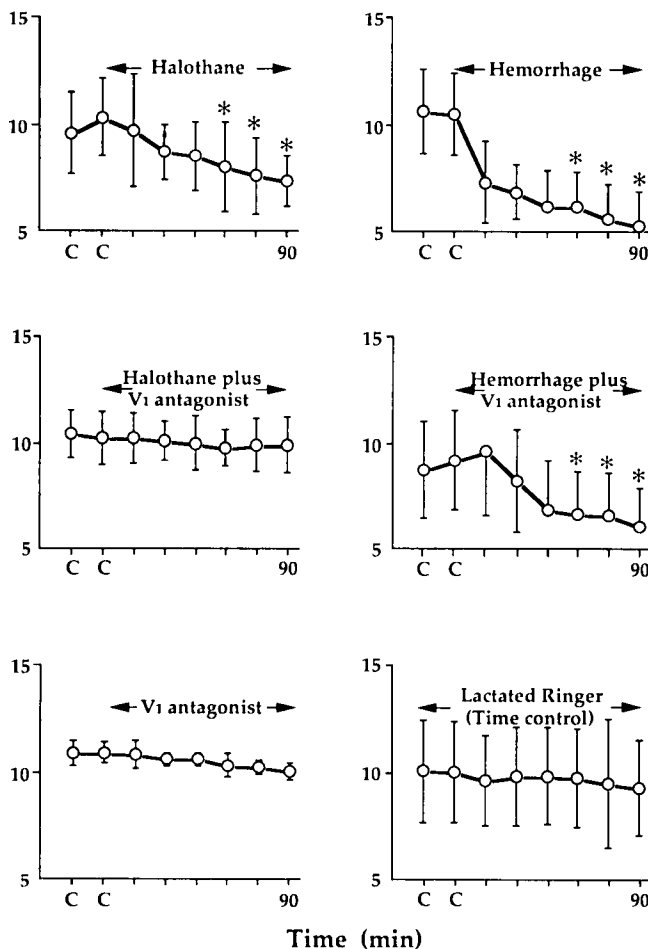 15
Halothane
* * *
10
5
C C 90
15
Hemorrhage
* * *
10
5
C C 90
15
Halothane plus
V1 antagonist
10
5
C C 90
15
Hemorrhage plus
V1 antagonist
* * *
10
5
C C 90
15
V1 antagonist
10
5
C C 90
15
Lactated Ringer
(Time control)
10
5
C C 90
Time (min)